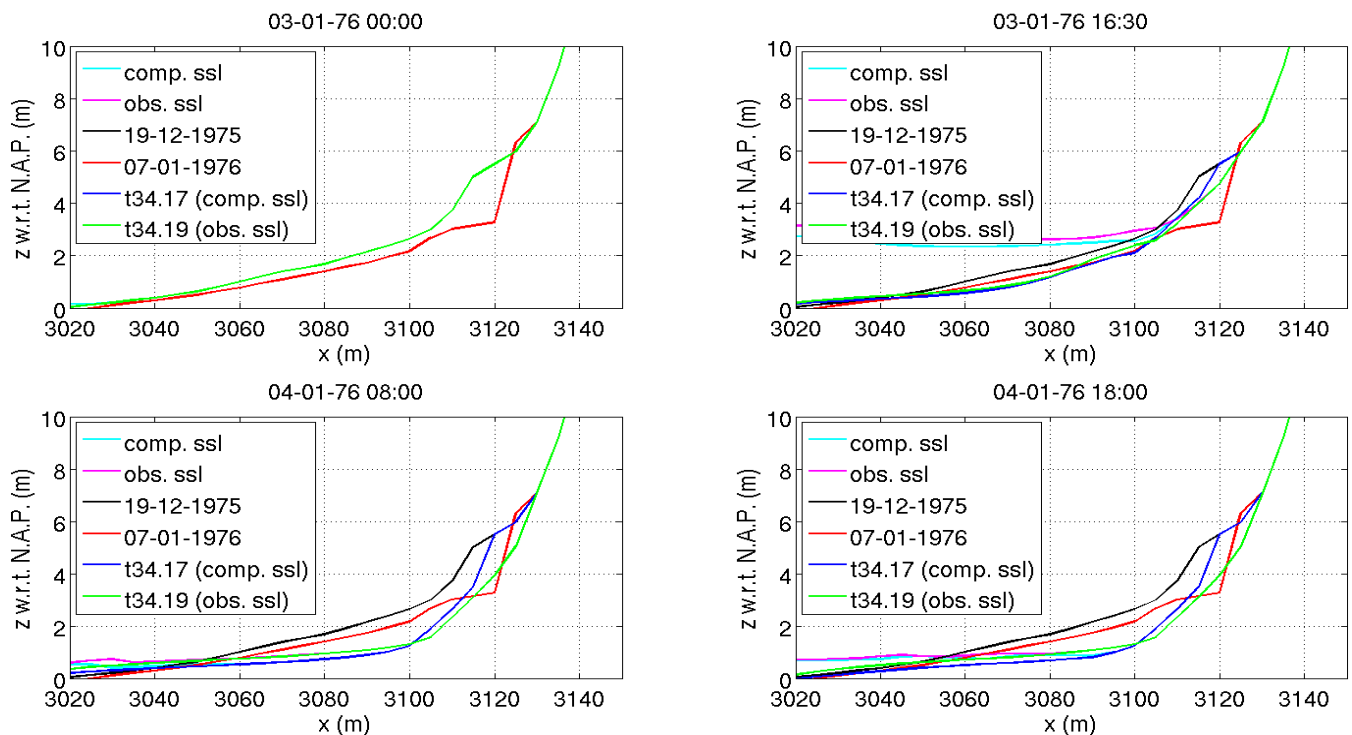 03-01-76 00:00
z w.r.t. N.A.P. (m)
10
8
6
4
2
0
comp. ssl
obs. ssl
19-12-1975
07-01-1976
t34.17 (comp. ssl)
t34.19 (obs. ssl)
3020 3040 3060 3080 3100 3120 3140
x (m)
03-01-76 16:30
z w.r.t. N.A.P. (m)
10
8
6
4
2
0
comp. ssl
obs. ssl
19-12-1975
07-01-1976
t34.17 (comp. ssl)
t34.19 (obs. ssl)
3020 3040 3060 3080 3100 3120 3140
x (m)
04-01-76 08:00
z w.r.t. N.A.P. (m)
10
8
6
4
2
0
comp. ssl
obs. ssl
19-12-1975
07-01-1976
t34.17 (comp. ssl)
t34.19 (obs. ssl)
3020 3040 3060 3080 3100 3120 3140
x (m)
04-01-76 18:00
z w.r.t. N.A.P. (m)
10
8
6
4
2
0
comp. ssl
obs. ssl
19-12-1975
07-01-1976
t34.17 (comp. ssl)
t34.19 (obs. ssl)
3020 3040 3060 3080 3100 3120 3140
x (m)